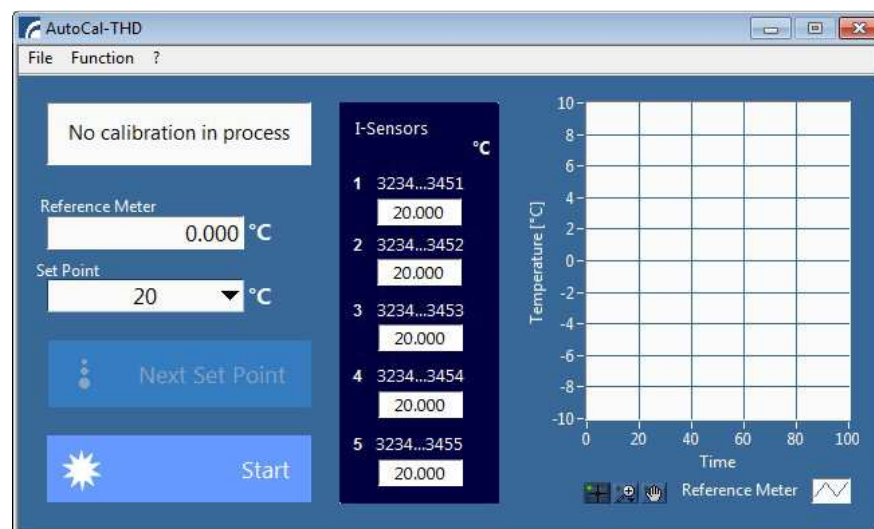 AutoCal-THD
File Function ?
No calibration in process
Reference Meter
0.000 °C
Set Point
20 °C
Next Set Point
Start
I-Sensors
°C
1 3234...3451
20.000
2 3234...3452
20.000
3 3234...3453
20.000
4 3234...3454
20.000
5 3234...3455
20.000
Temperature [°C]
10
8
6
4
2
0
-2
-4
-6
-8
-10
0 20 40 60 80 100
Time
Reference Meter